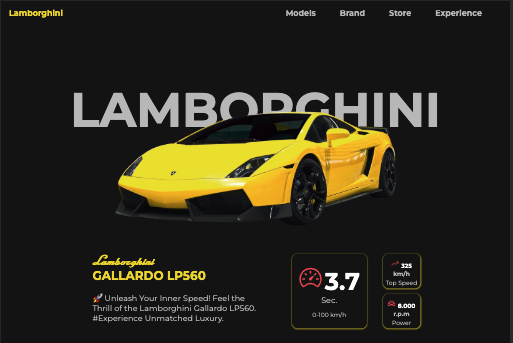 Lamborghini
Models Brand Store Experience
LAMBORGHINI
Lamborghini
GALLARDO LP560
🚀 Unleash Your Inner Speed! Feel the
Thrill of the Lamborghini Gallardo LP560.
#Experience Unmatched Luxury.
3.7
Sec.
0-100 km/h
325
km/h
Top Speed
8.000
r.p.m
Power